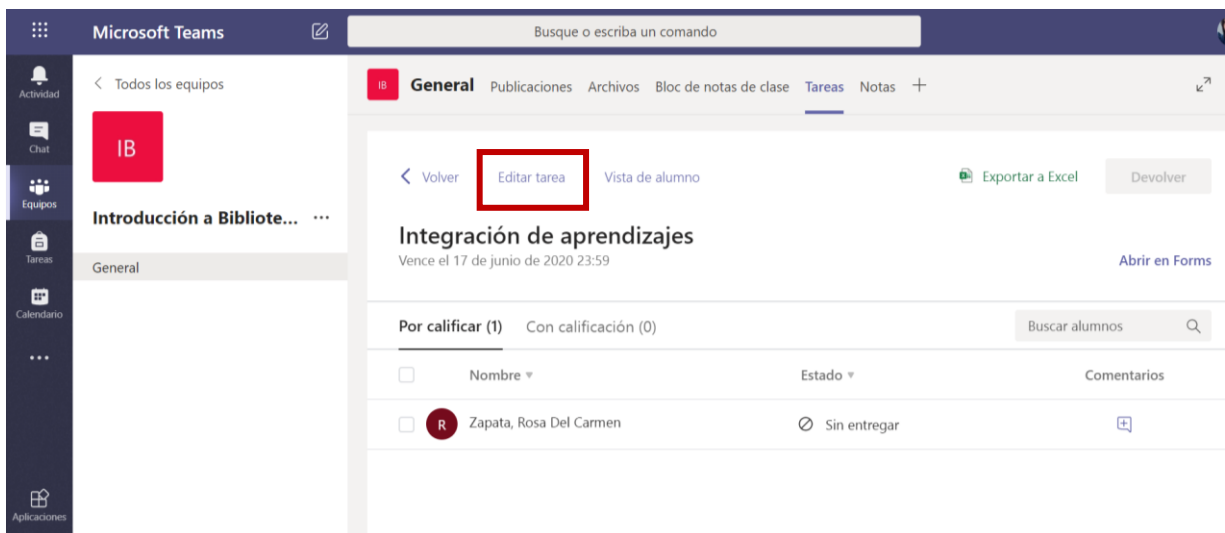 Microsoft Teams
Busque o escriba un comando
Actividad
Chat
Equipos
Tareas
Calendario
Aplicaciones
Todos los equipos
IB
Introducción a Bibliote... ...
General
IB General Publicaciones Archivos Bloc de notas de clase Tareas Notas +
Volver Editar tarea Vista de alumno Exportar a Excel Devolver
Integración de aprendizajes
Vence el 17 de junio de 2020 23:59
Abrir en Forms
Por calificar (1) Con calificación (0) Buscar alumnos
Nombre Estado Comentarios
R Zapata, Rosa Del Carmen Sin entregar